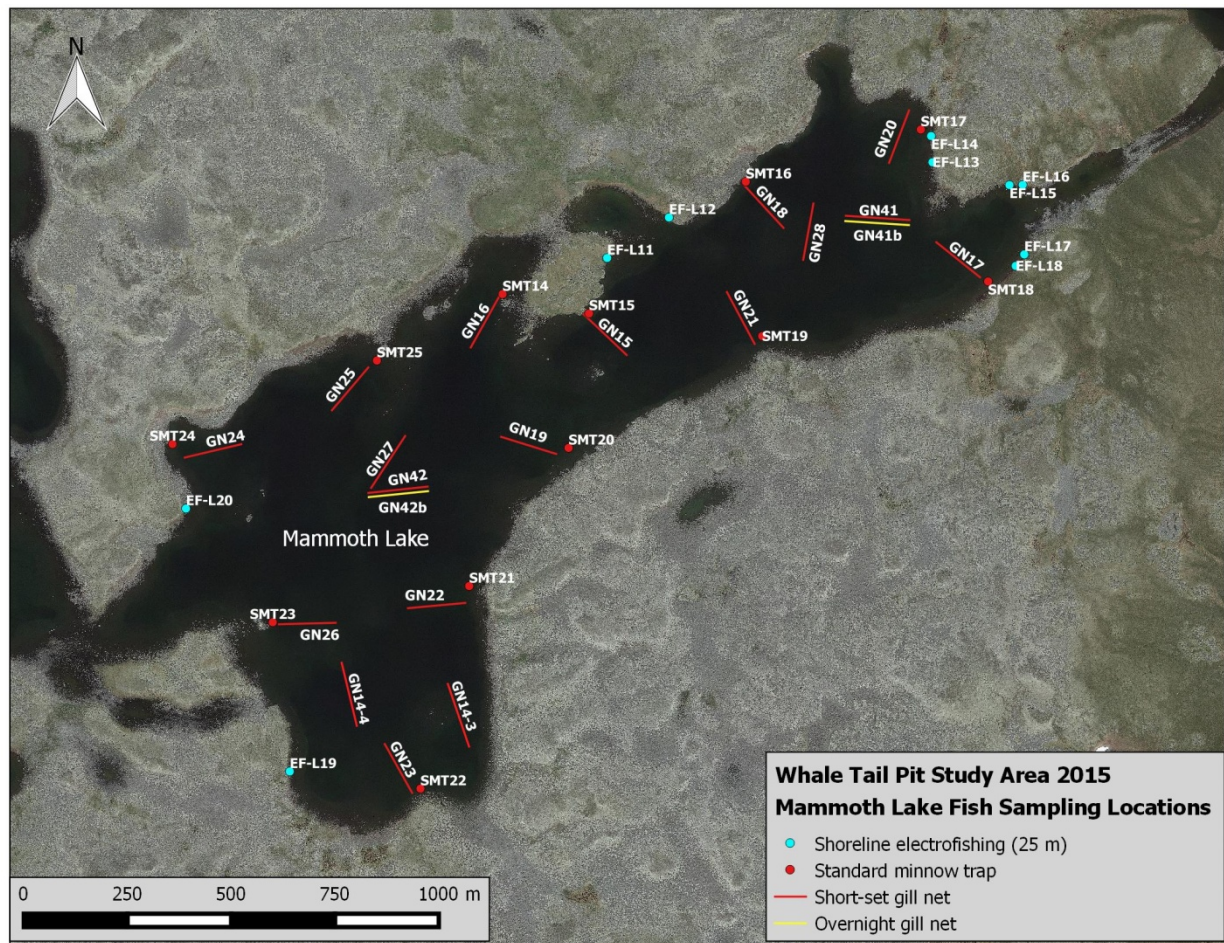 N
GN20
SMT17
EF-L14
EF-L13
SMT16
EF-L16
EF-L15
GN18
EF-L12
GN41
GN41b
GN28
EF-L11
GN17
EF-L17
EF-L18
SMT18
SMT14
GN21
SMT15
GN16
GN15
SMT19
SMT25
GN25
SMT24
GN24
GN19
SMT20
GN27
GN42
GN42b
EF-L20
Mammoth Lake
SMT21
GN22
SMT23
GN26
GN14-4
GN14-3
GN23
EF-L19
SMT22
Whale Tail Pit Study Area 2015
Mammoth Lake Fish Sampling Locations
Shoreline electrofishing (25 m)
Standard minnow trap
Short-set gill net
Overnight gill net
0 250 500 750 1000 m